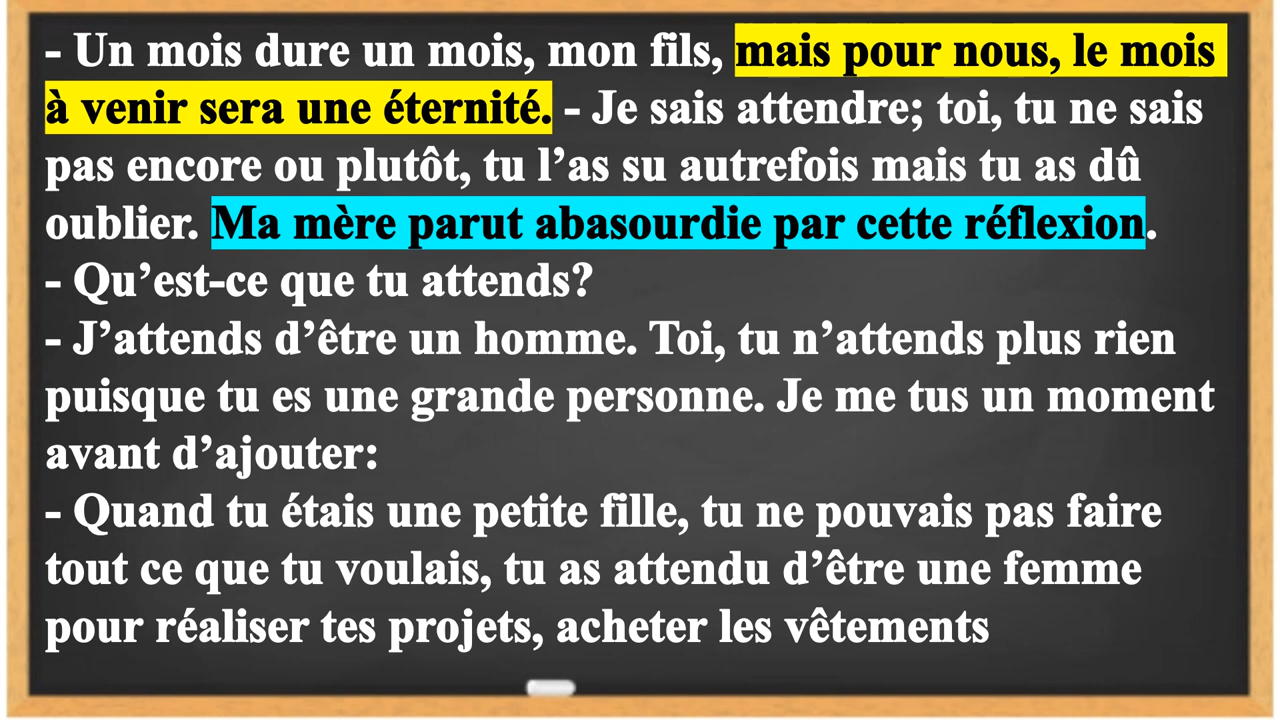 - Un mois dure un mois, mon fils, mais pour nous, le mois
à venir sera une éternité. - Je sais attendre; toi, tu ne sais
pas encore ou plutôt, tu l’as su autrefois mais tu as dû
oublier. Ma mère parut abasourdie par cette réflexion.
- Qu’est-ce que tu attends?
- J’attends d’être un homme. Toi, tu n’attends plus rien
puisque tu es une grande personne. Je me tus un moment
avant d’ajouter:
- Quand tu étais une petite fille, tu ne pouvais pas faire
tout ce que tu voulais, tu as attendu d’être une femme
pour réaliser tes projets, acheter les vêtements